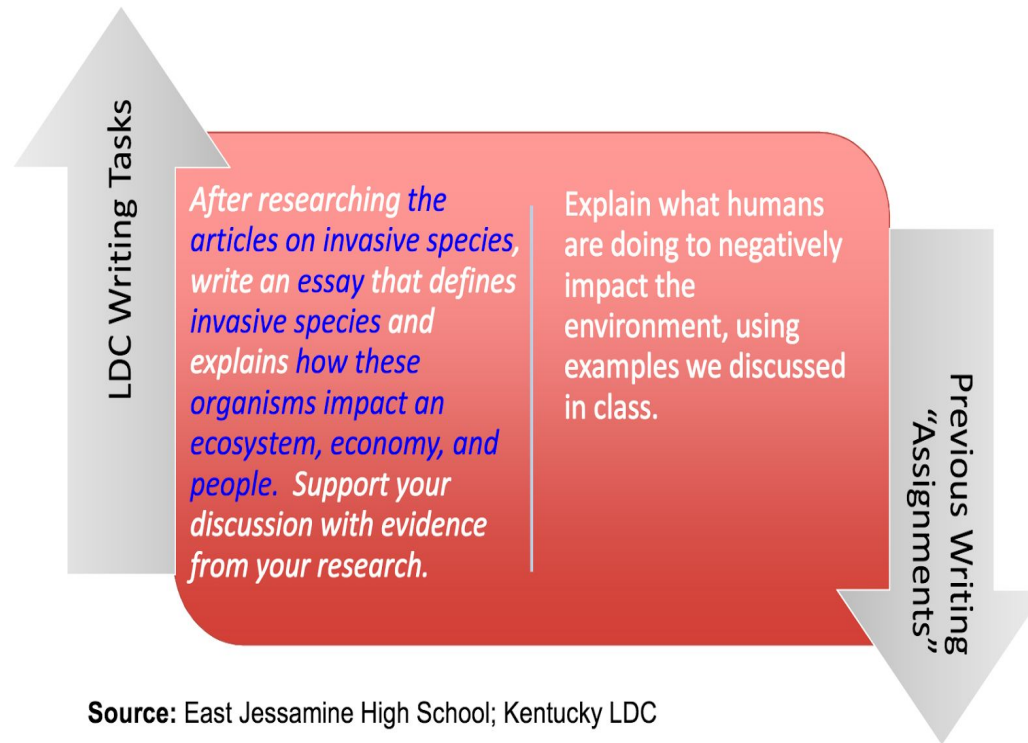 LDC Writing Tasks
After researching the
articles on invasive species,
write an essay that defines
invasive species and
explains how these
organisms impact an
ecosystem, economy, and
people.  Support your
discussion with evidence
from your research.
Explain what humans
are doing to negatively
impact the
environment, using
examples we discussed
in class.
Previous Writing
“Assignments”
Source: East Jessamine High School; Kentucky LDC